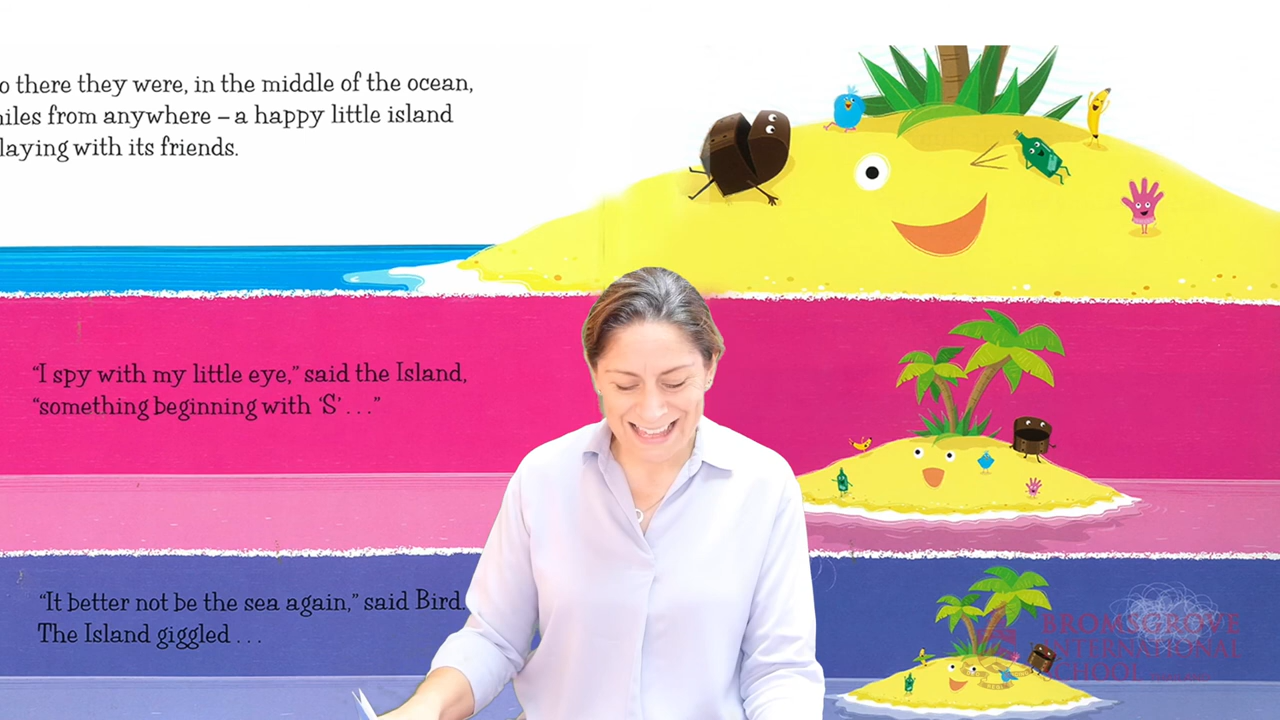 o there they were, in the middle of the ocean,
iles from anywhere – a happy little island
laying with its friends.
“I spy with my little eye,” said the Island,
“something beginning with ‘S’ . . .”
“It better not be the sea again,” said Bird.
The Island giggled . . .
BROMSGROVE
INTERNATIONAL
SCHOOL